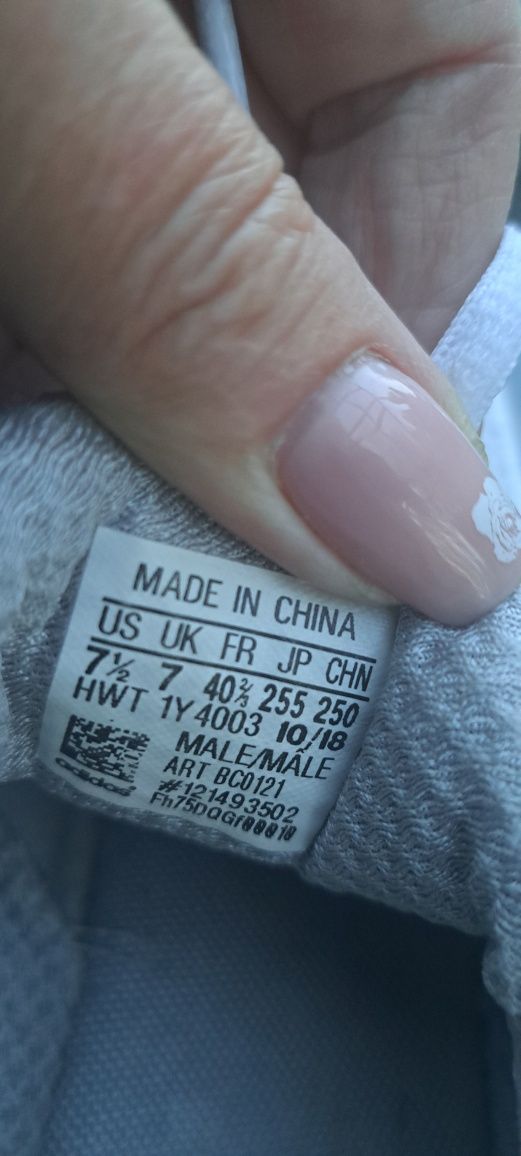 MADE IN CHINA
US UK FR JP CHN
7½ 7 40⅔ 255 250
HWT 1Y4003 10/18
MALE/MÂLE
ART BC0121
#121493502
adidas